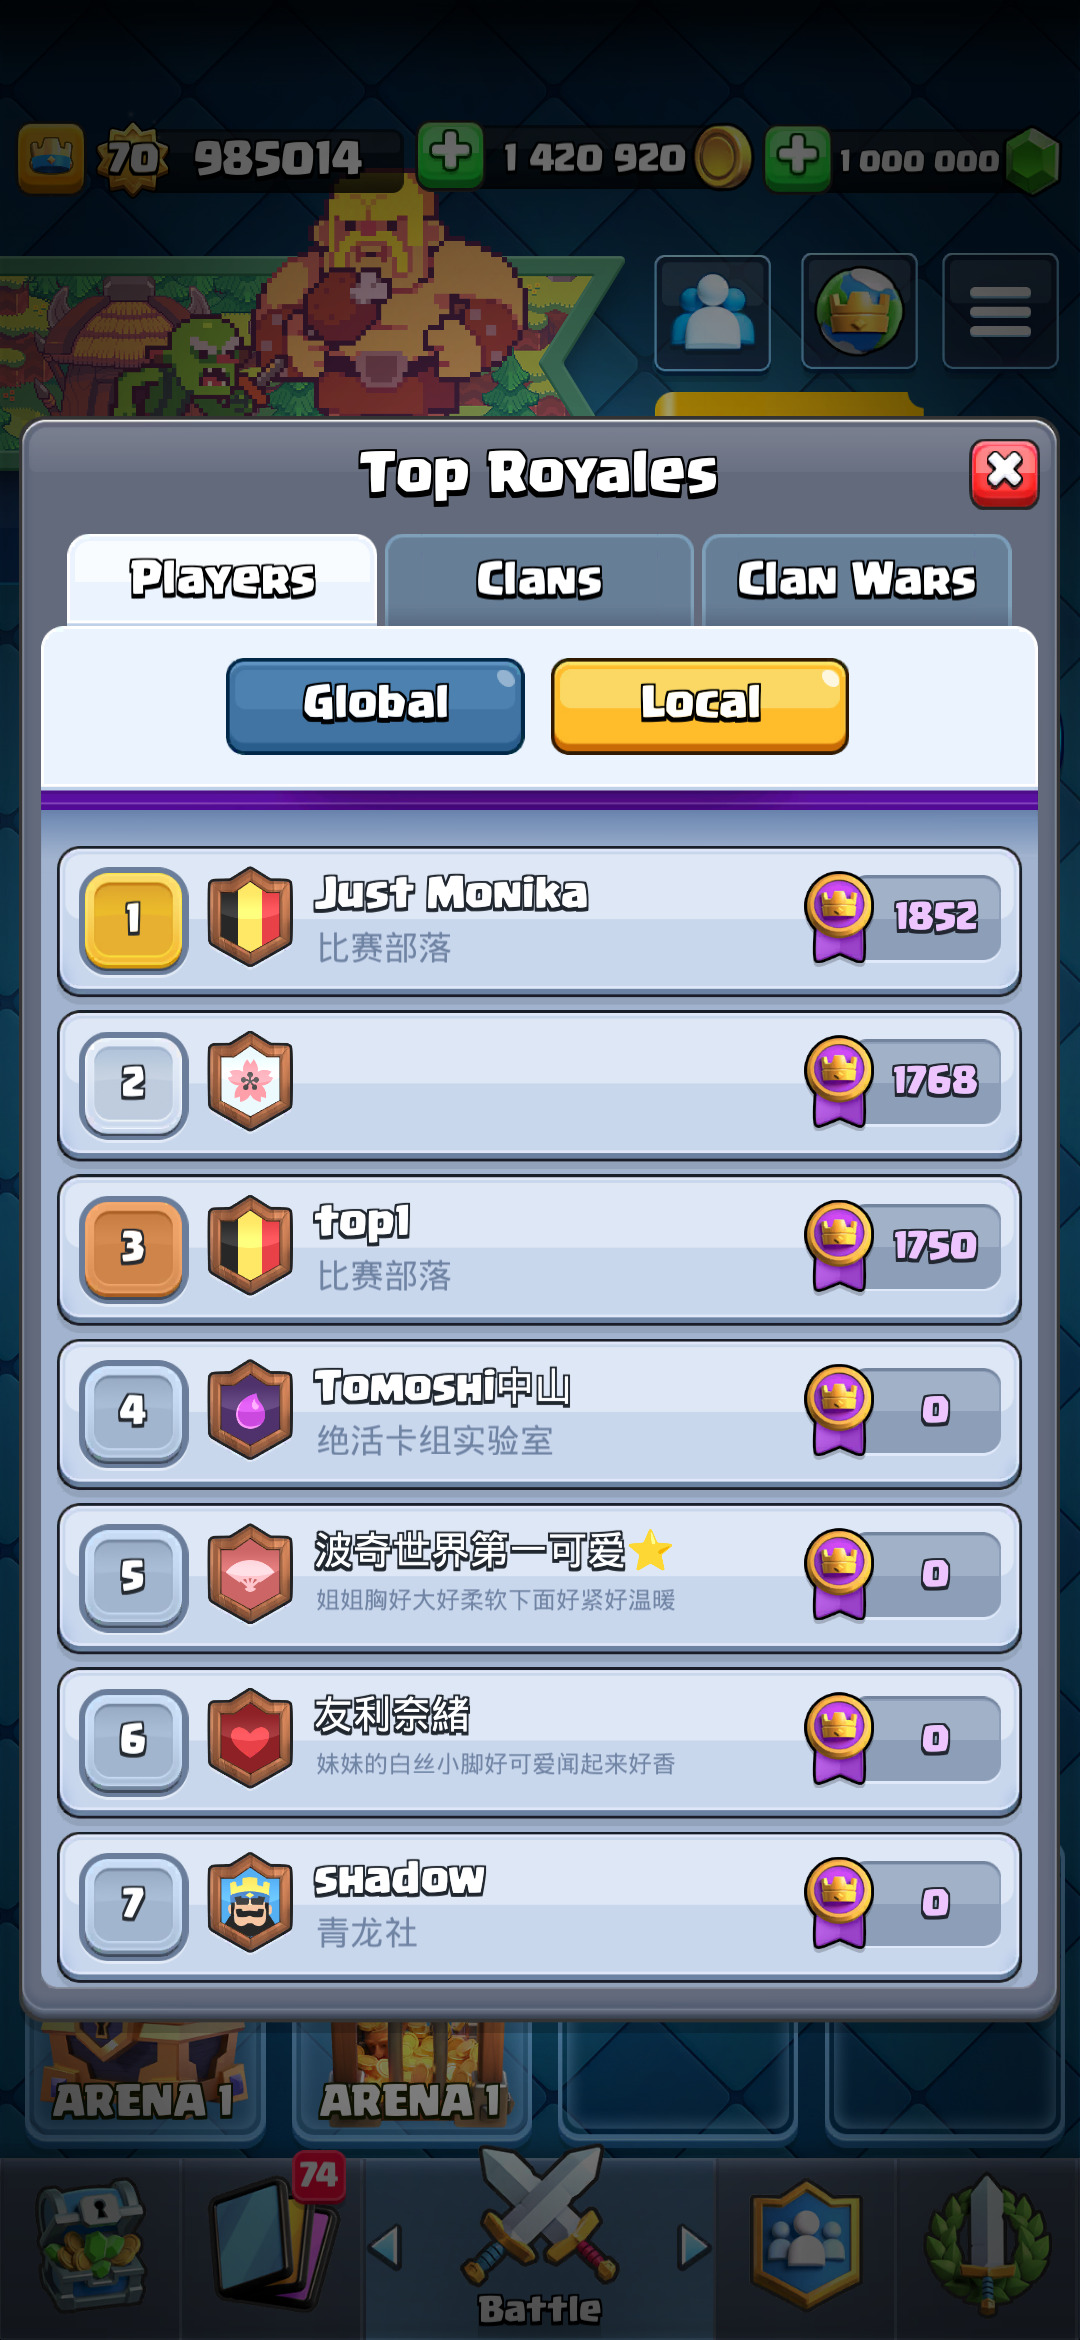 70 985014 1 420 920 1 000 000
Top Royales
Players Clans Clan Wars
Global Local
1 Just Monika 1852
比赛部落
2 1768
3 top1 1750
比赛部落
4 Tomoshi中山 0
绝活卡组实验室
5 波奇世界第一可爱⭐ 0
姐姐胸好大好柔软下面好紧好温暖
6 友利奈緒 0
妹妹的白丝小脚好可爱闻起来好香
7 shadow 0
青龙社
ARENA 1 ARENA 1
74
Battle